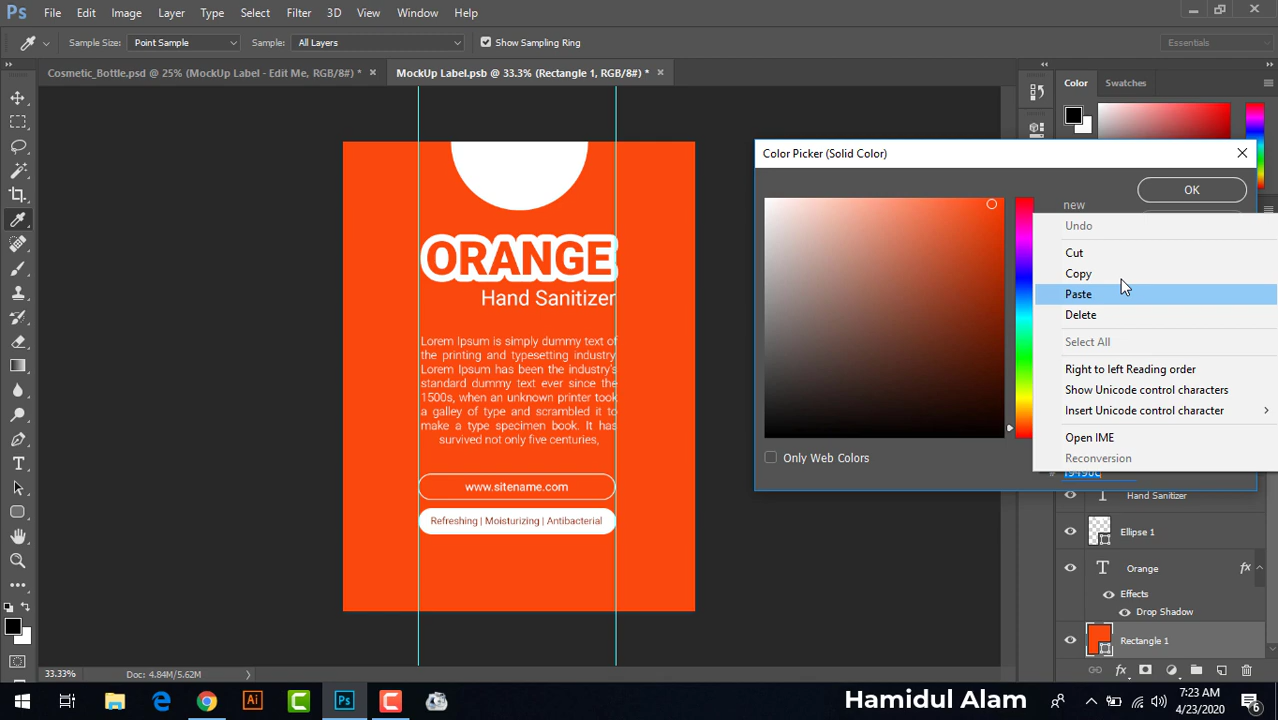 Ps File Edit Image Layer Type Select Filter 3D View Window Help
Sample Size: Point Sample Sample: All Layers Show Sampling Ring Essentials
Cosmetic_Bottle.psd @ 25% (MockUp Label - Edit Me, RGB/8#) * MockUp Label.psb @ 33.3% (Rectangle 1, RGB/8#) *
Color Swatches
Color Picker (Solid Color)
OK
new
Undo
Cut
Copy
Paste
Delete
Select All
Right to left Reading order
Show Unicode control characters
Insert Unicode control character
Open IME
Reconversion
Only Web Colors
ORANGE
Hand Sanitizer
Lorem Ipsum is simply dummy text of
the printing and typesetting industry
Lorem Ipsum has been the industry's
standard dummy text ever since the
1500s, when an unknown printer took
a galley of type and scrambled it to
make a type specimen book. It has
survived not only five centuries,
www.sitename.com
Refreshing | Moisturizing | Antibacterial
Hand Sanitizer
Ellipse 1
Orange fx
Effects
Drop Shadow
Rectangle 1
33.33% Doc: 4.84M/5.62M
fx
Ai Ps
Hamidul Alam
7:23 AM
4/23/2020
6